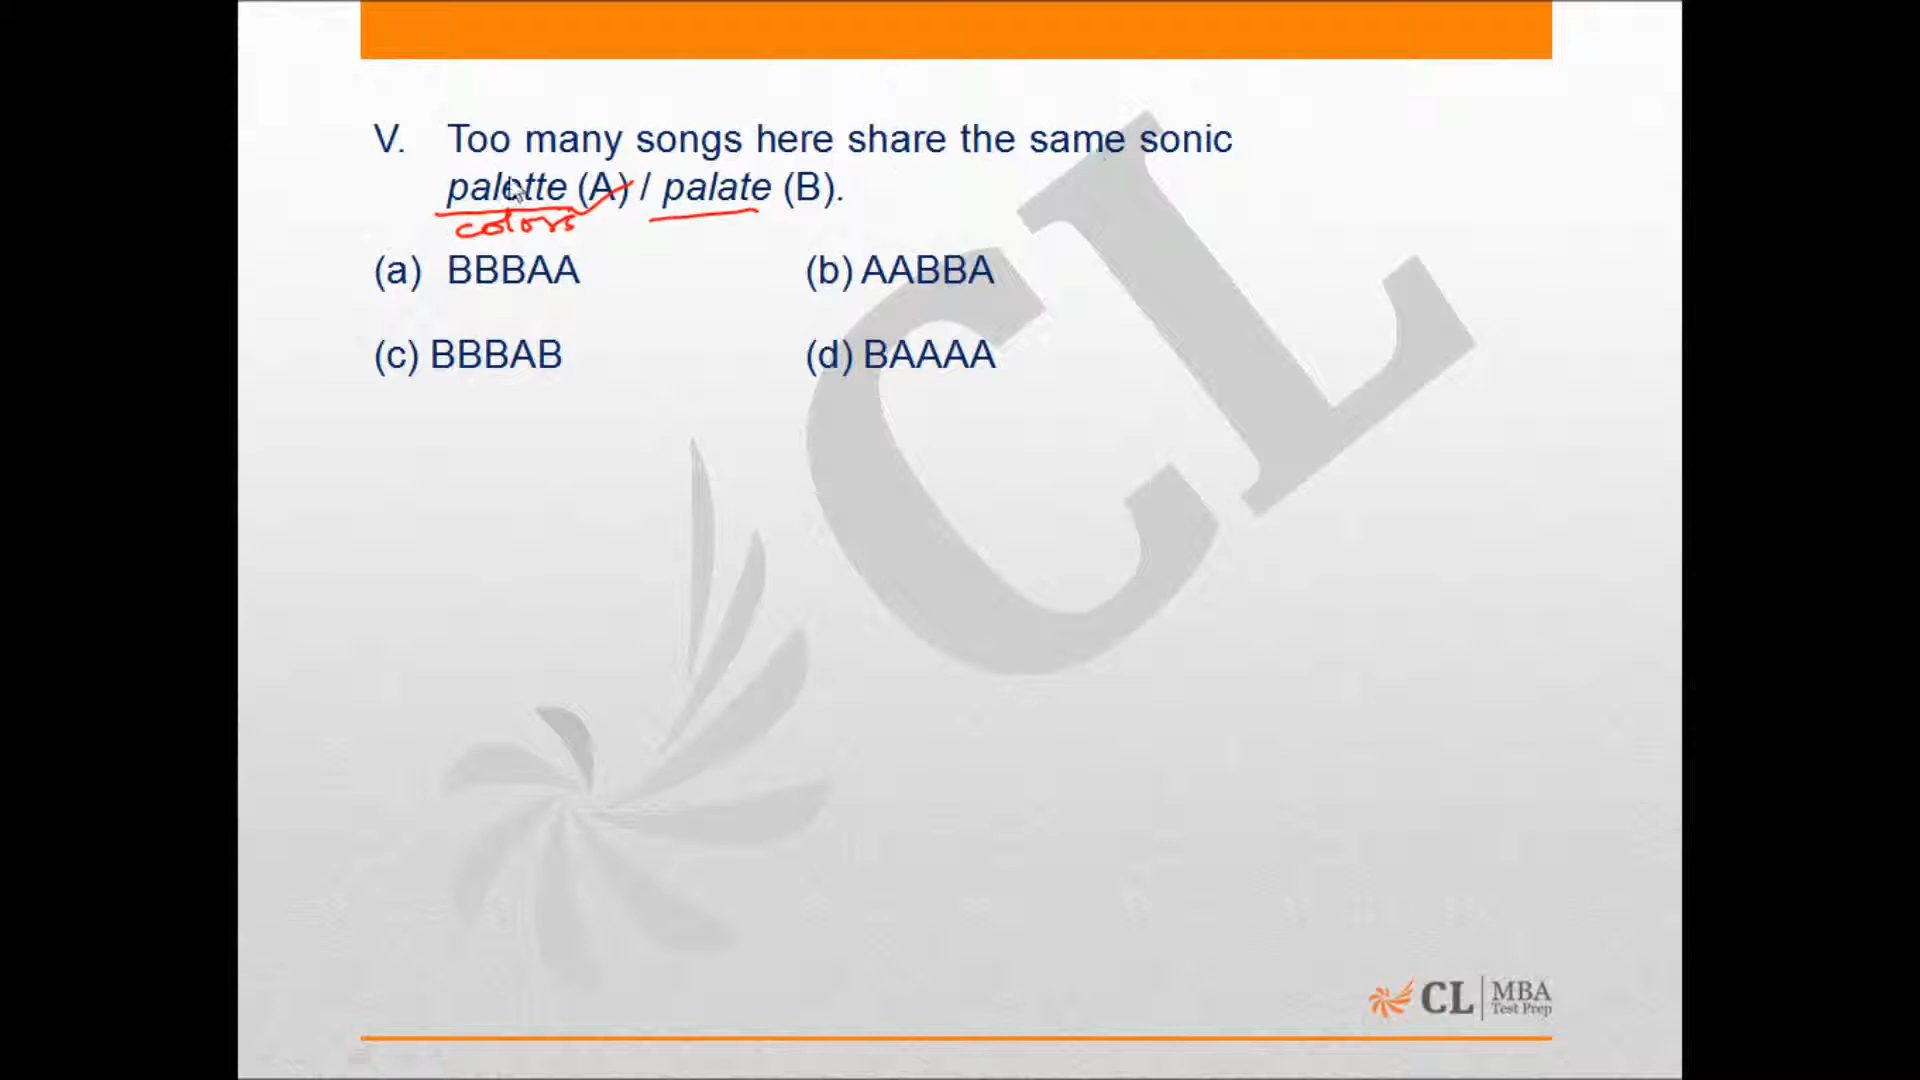 V. Too many songs here share the same sonic
palette (A) / palate (B).
colors
(a) BBBAA (b) AABBA
(c) BBBAB (d) BAAAA
CL
CL MBA
Test Prep